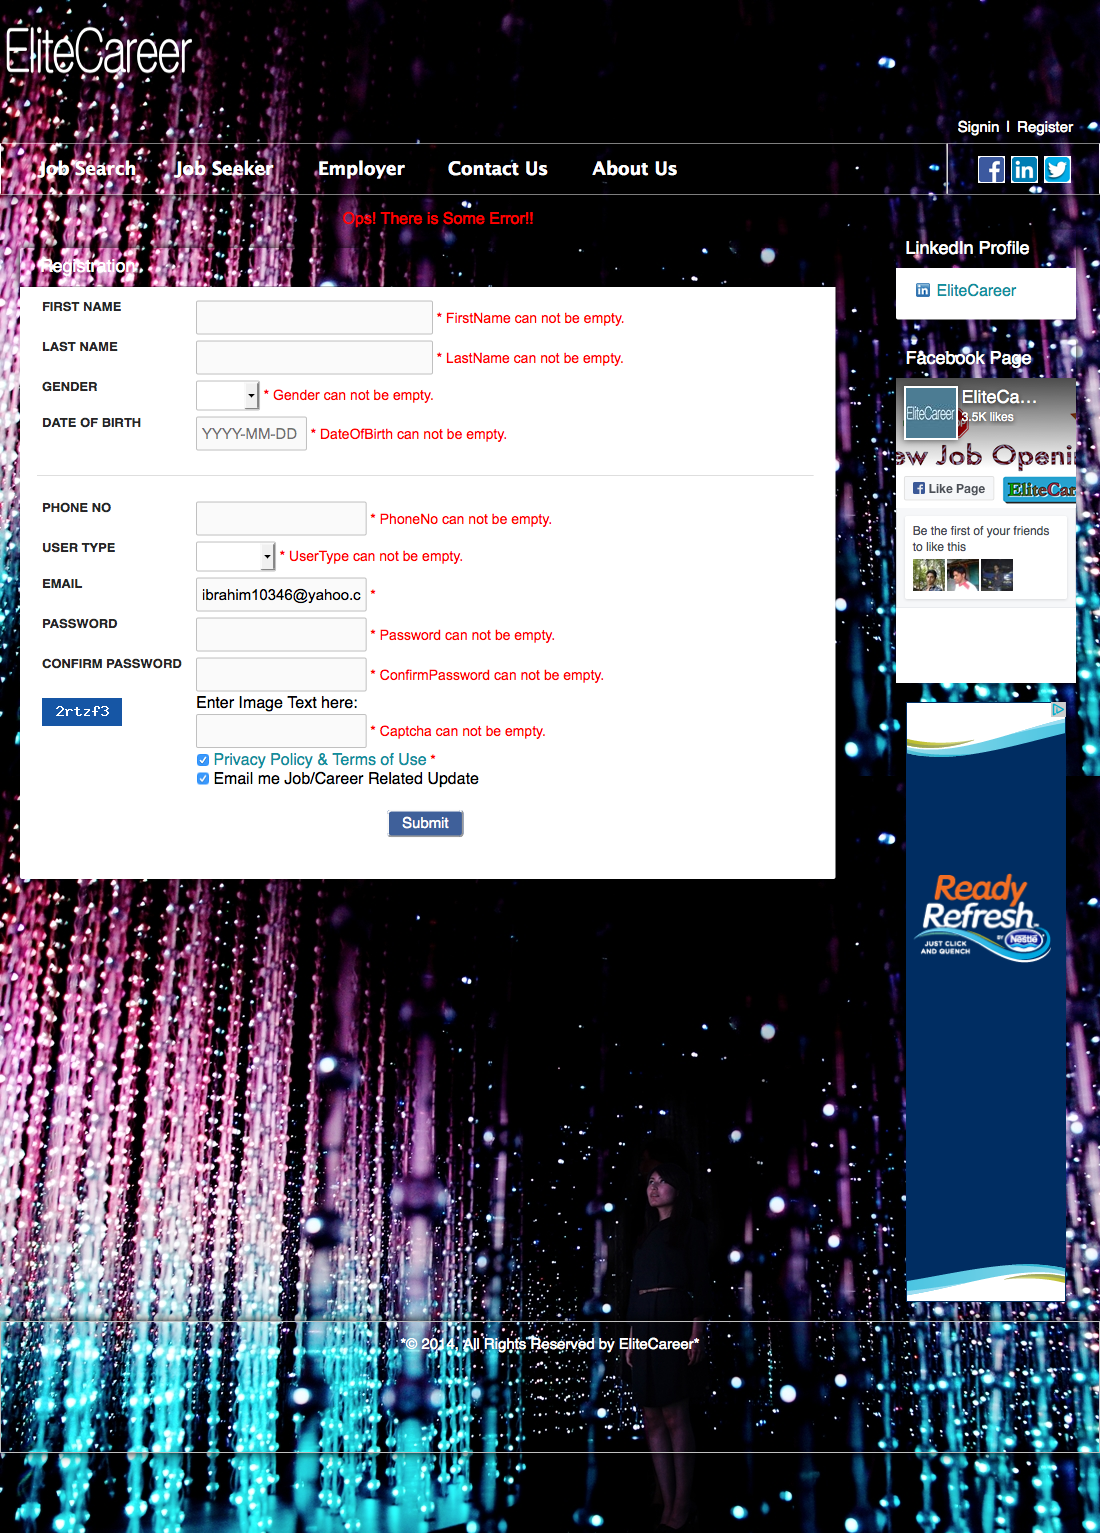 EliteCareer
Signin | Register
Job Search Job Seeker Employer Contact Us About Us
Ops! There is Some Error!!
Registration
FIRST NAME * FirstName can not be empty.
LAST NAME * LastName can not be empty.
GENDER * Gender can not be empty.
DATE OF BIRTH YYYY-MM-DD * DateOfBirth can not be empty.
PHONE NO * PhoneNo can not be empty.
USER TYPE * UserType can not be empty.
EMAIL ibrahim10346@yahoo.c *
PASSWORD * Password can not be empty.
CONFIRM PASSWORD * ConfirmPassword can not be empty.
Enter Image Text here:
2rtzf3
* Captcha can not be empty.
Privacy Policy & Terms of Use *
Email me Job/Career Related Update
Submit
LinkedIn Profile
EliteCareer
Facebook Page
EliteCareer
EliteCa...
3.5K likes
ew Job Openi
Like Page
EliteCar
Be the first of your friends
to like this
Ready
Refresh
BY Nestlé
JUST CLICK
AND QUENCH
*© 2014, All Rights Reserved by EliteCareer*